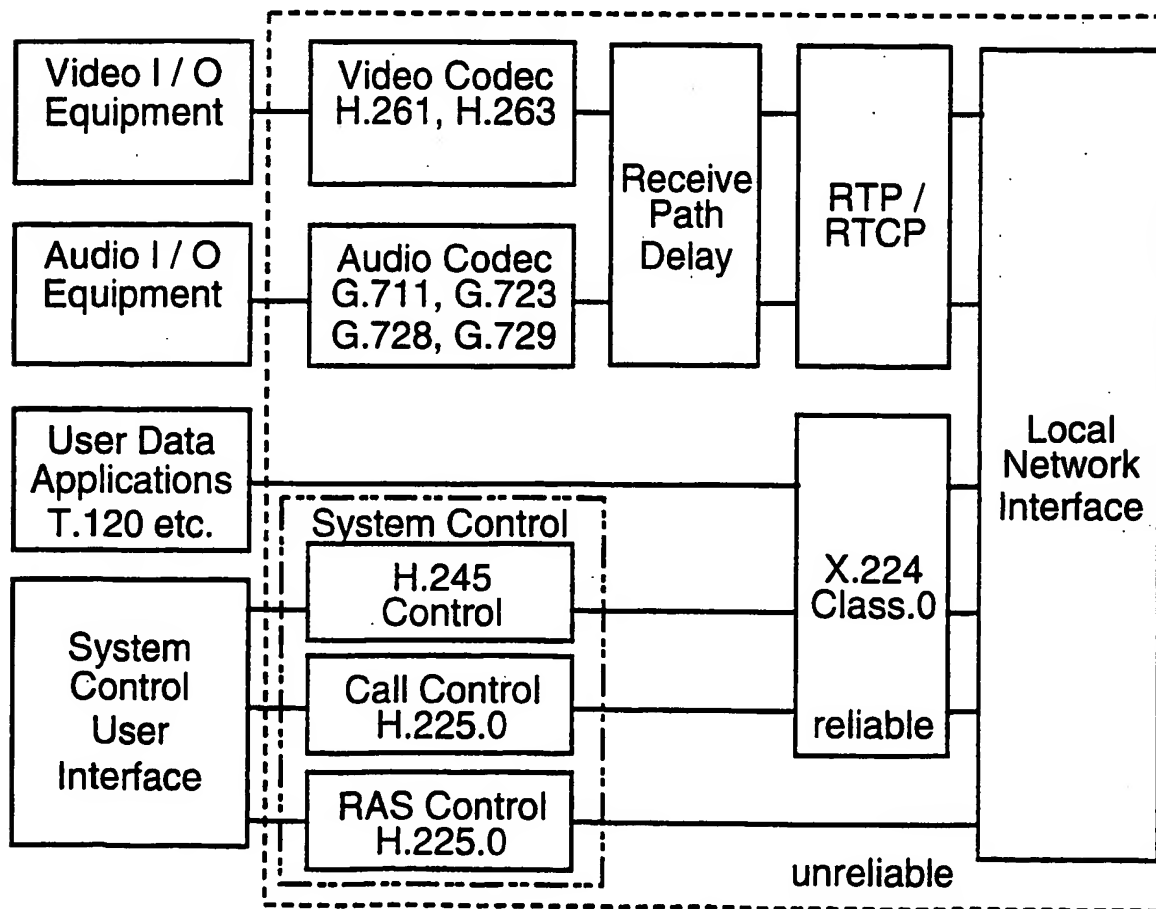 Video I / O
Equipment
Video Codec
H.261, H.263
Receive
Path
Delay
RTP /
RTCP
Audio I / O
Equipment
Audio Codec
G.711, G.723
G.728, G.729
User Data
Applications
T.120 etc.
System Control
H.245
Control
X.224
Class.0
reliable
Local
Network
Interface
System
Control
User
Interface
Call Control
H.225.0
RAS Control
H.225.0
unreliable